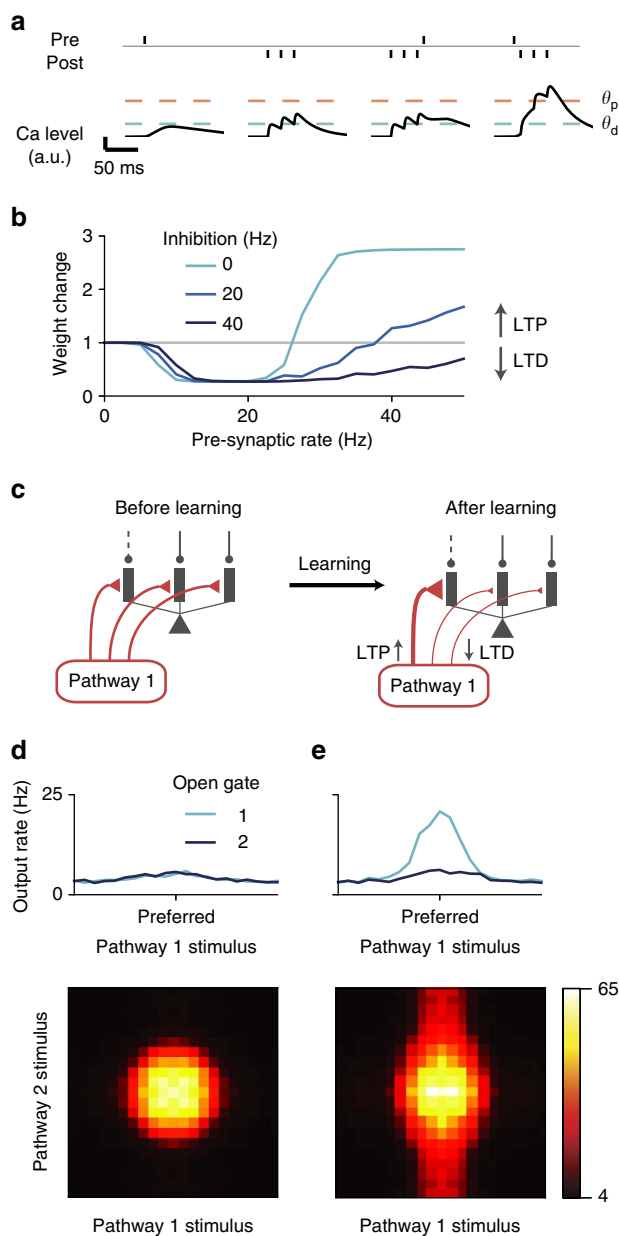 a
Pre
Post
θp
θd
Ca level
(a.u.)
50 ms
b
3
2
1
0
Weight change
Inhibition (Hz)
0
20
40
LTP
LTD
0
20
40
Pre-synaptic rate (Hz)
c
Before learning
After learning
Learning
LTP
LTD
Pathway 1
Pathway 1
d
e
25
0
Output rate (Hz)
Open gate
1
2
Preferred
Preferred
Pathway 1 stimulus
Pathway 1 stimulus
Pathway 2 stimulus
65
4
Pathway 1 stimulus
Pathway 1 stimulus